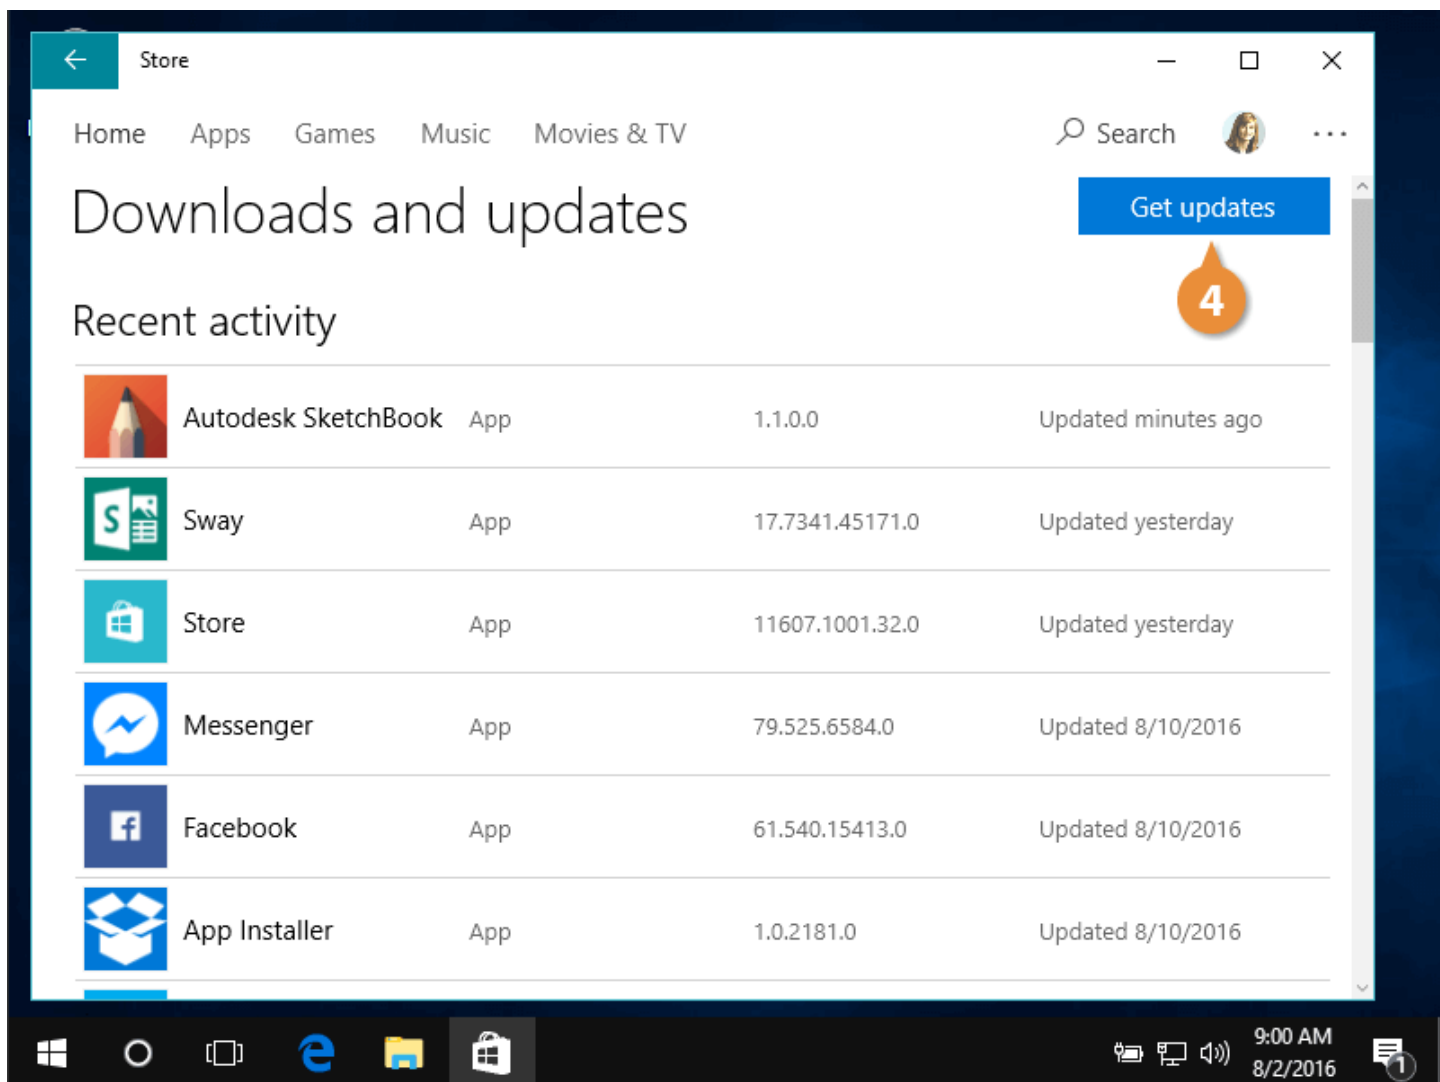 Store
Home Apps Games Music Movies & TV Search
Downloads and updates Get updates
4
Recent activity
Autodesk SketchBook App 1.1.0.0 Updated minutes ago
S Sway App 17.7341.45171.0 Updated yesterday
Store App 11607.1001.32.0 Updated yesterday
Messenger App 79.525.6584.0 Updated 8/10/2016
f Facebook App 61.540.15413.0 Updated 8/10/2016
App Installer App 1.0.2181.0 Updated 8/10/2016
9:00 AM
8/2/2016
1